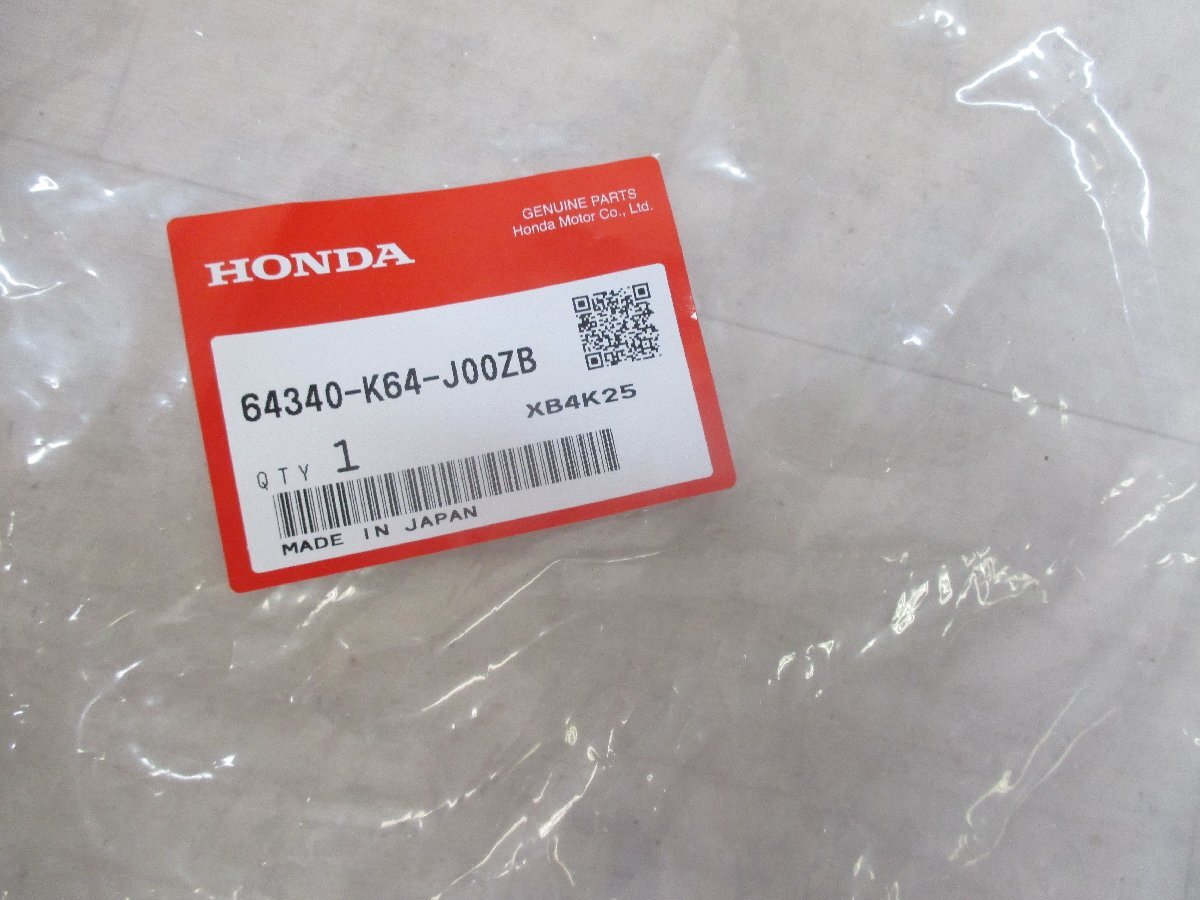 GENUINE PARTS
Honda Motor Co., Ltd.
HONDA
64340-K64-J00ZB
XB4K25
QTY 1
MADE IN JAPAN